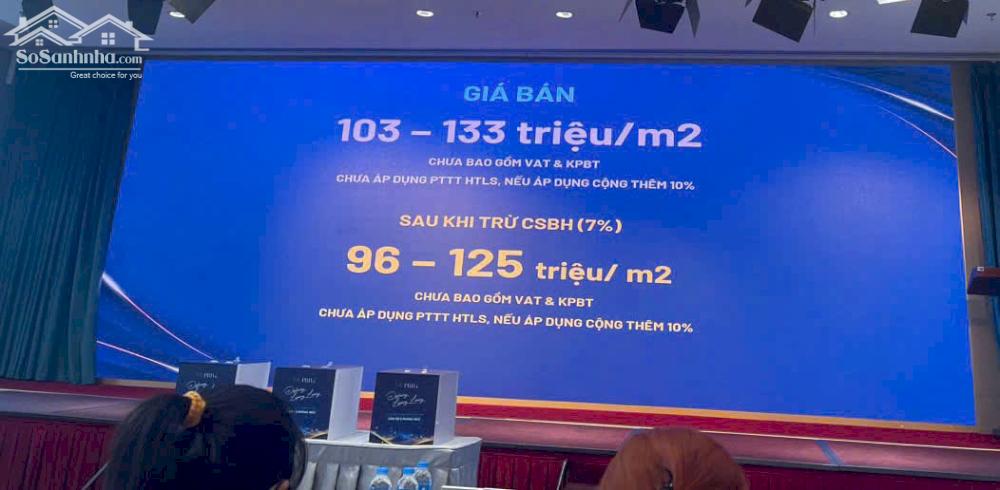 SoSanhnha.com
Great choice for you
GIÁ BÁN
103 – 133 triệu/m2
CHƯA BAO GỒM VAT & KPBT
CHƯA ÁP DỤNG PTTT HTLS, NẾU ÁP DỤNG CỘNG THÊM 10%
SAU KHI TRỪ CSBH (7%)
96 – 125 triệu/ m2
CHƯA BAO GỒM VAT & KPBT
CHƯA ÁP DỤNG PTTT HTLS, NẾU ÁP DỤNG CỘNG THÊM 10%